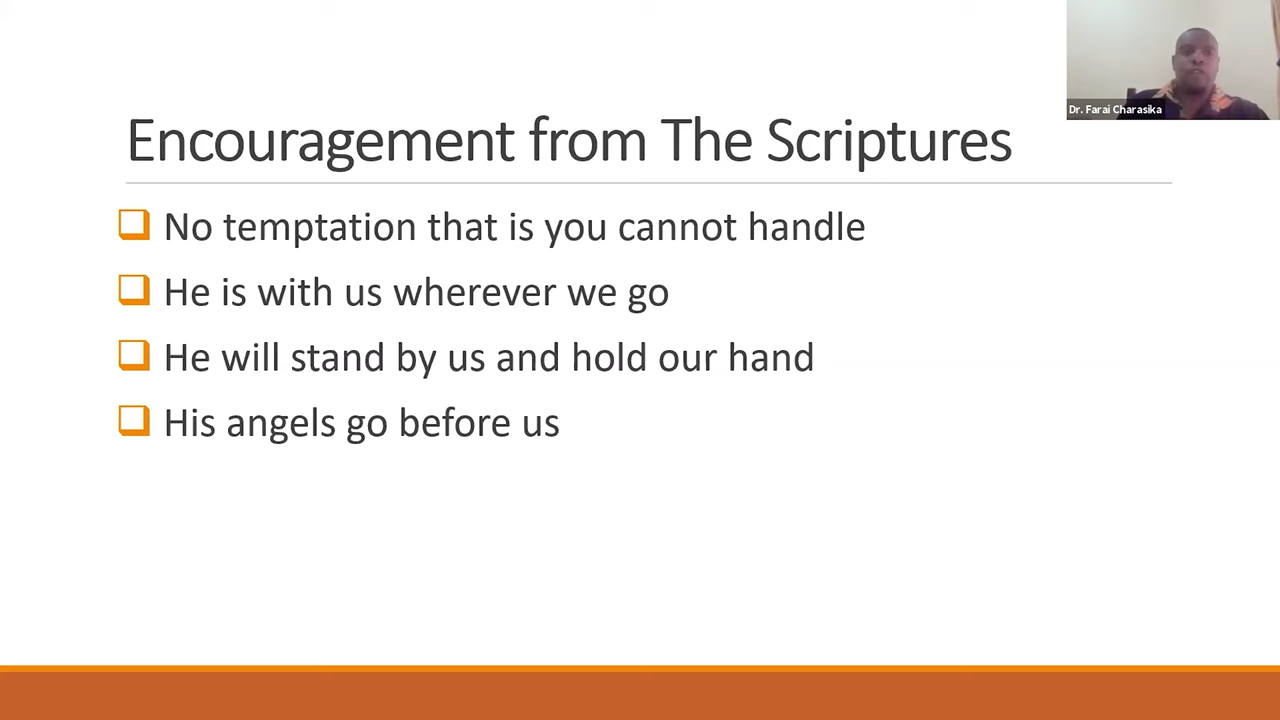 Dr. Farai Charasika
Encouragement from The Scriptures
No temptation that is you cannot handle
He is with us wherever we go
He will stand by us and hold our hand
His angels go before us